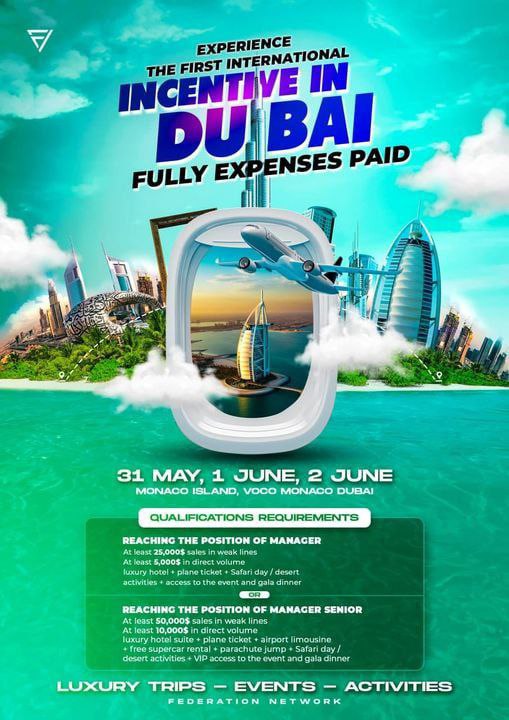 EXPERIENCE
THE FIRST INTERNATIONAL
INCENTIVE IN
DUBAI
FULLY EXPENSES PAID
31 MAY, 1 JUNE, 2 JUNE
MONACO ISLAND, VOCO MONACO DUBAI
QUALIFICATIONS REQUIREMENTS
REACHING THE POSITION OF MANAGER
At least 25,000$ sales in weak lines
At least 5,000$ in direct volume
luxury hotel + plane ticket + Safari day / desert
activities + access to the event and gala dinner
OR
REACHING THE POSITION OF MANAGER SENIOR
At least 50,000$ sales in weak lines
At least 10,000$ in direct volume
luxury hotel suite + plane ticket + airport limousine
+ free supercar rental + parachute jump + Safari day /
desert activities + VIP access to the event and gala dinner
LUXURY TRIPS – EVENTS – ACTIVITIES
FEDERATION NETWORK